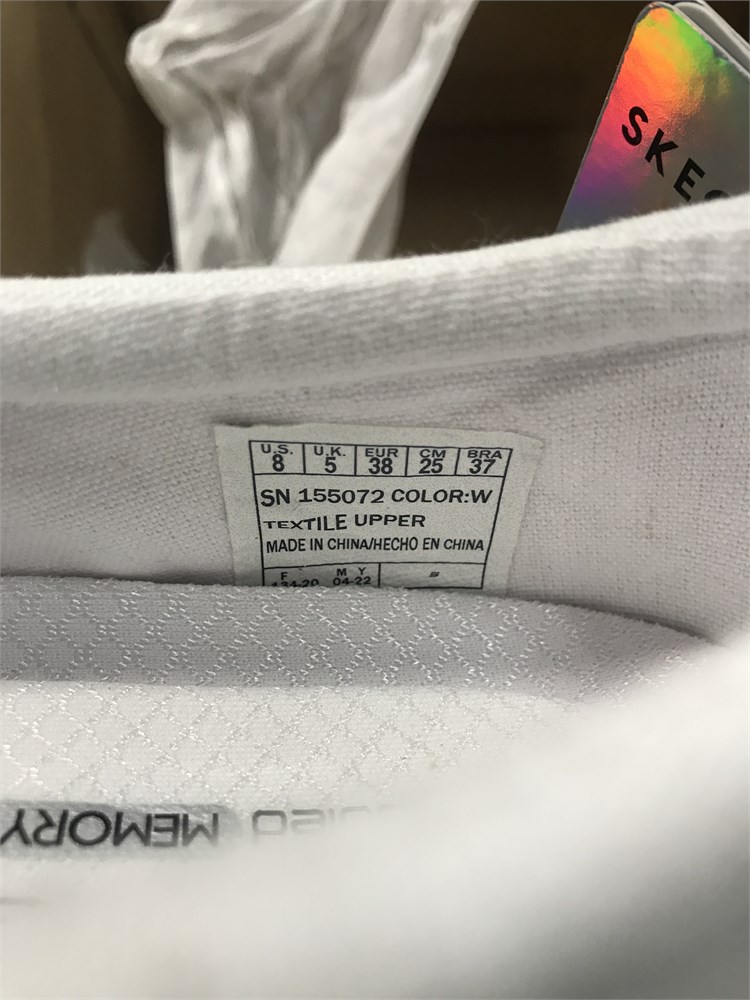 SKEC
U.S. U.K. EUR CM BRA
8 5 38 25 37
SN 155072 COLOR:W
TEXTILE UPPER
MADE IN CHINA/HECHO EN CHINA
F M Y
04-22
MEMORY